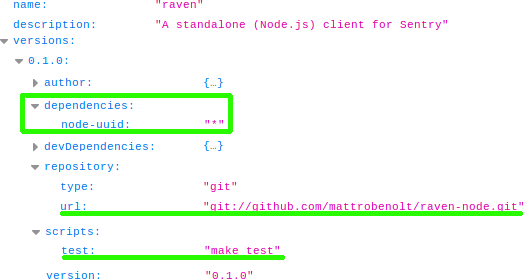 name: "raven"
description: "A standalone (Node.js) client for Sentry"
versions:
0.1.0:
author: {…}
dependencies:
node-uuid: "*"
devDependencies: {…}
repository:
type: "git"
url: "git://github.com/mattrobenolt/raven-node.git"
scripts:
test: "make test"
version: "0.1.0"